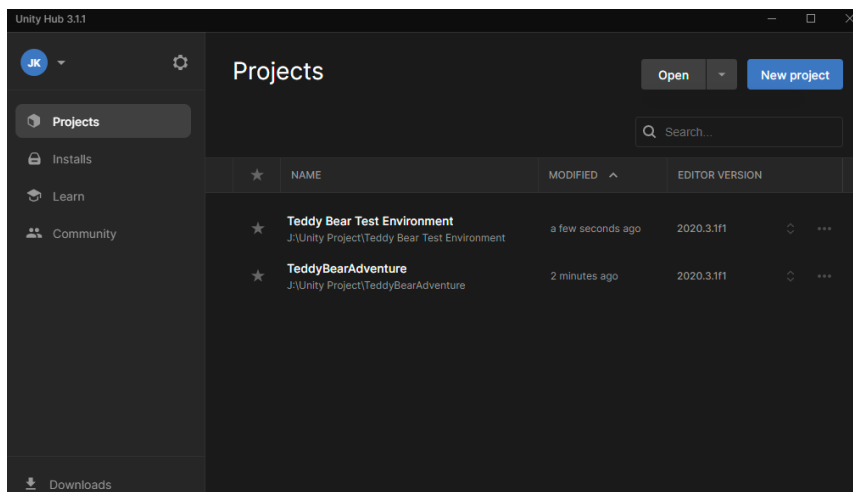 Unity Hub 3.1.1
JK
Projects
Open
New project
Projects
Search...
Installs
Learn
Community
NAME MODIFIED EDITOR VERSION
Teddy Bear Test Environment
J:\Unity Project\Teddy Bear Test Environment
a few seconds ago
2020.3.1f1
TeddyBearAdventure
J:\Unity Project\TeddyBearAdventure
2 minutes ago
2020.3.1f1
Downloads